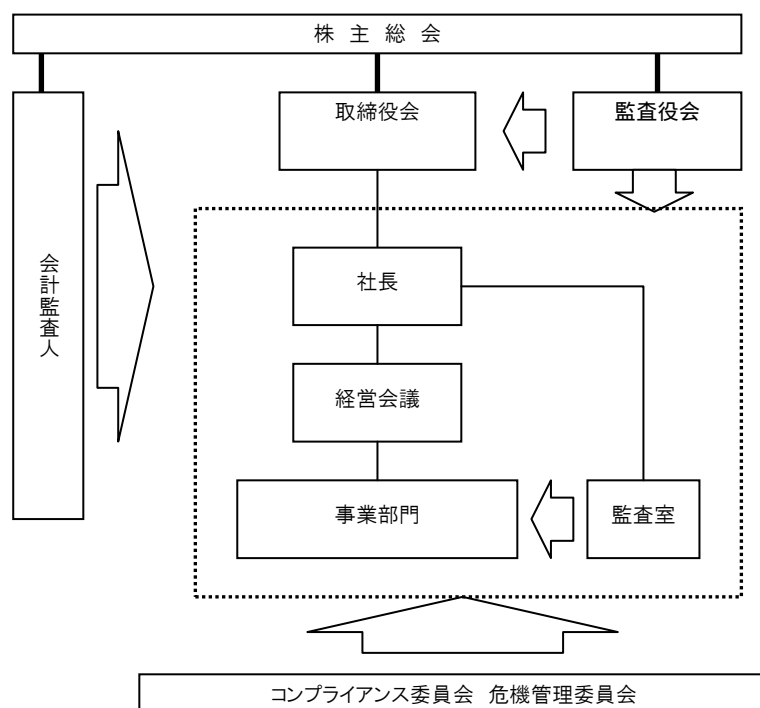 株 主 総 会
取締役会
監査役会
会計監査人
社長
経営会議
事業部門
監査室
コンプライアンス委員会 危機管理委員会